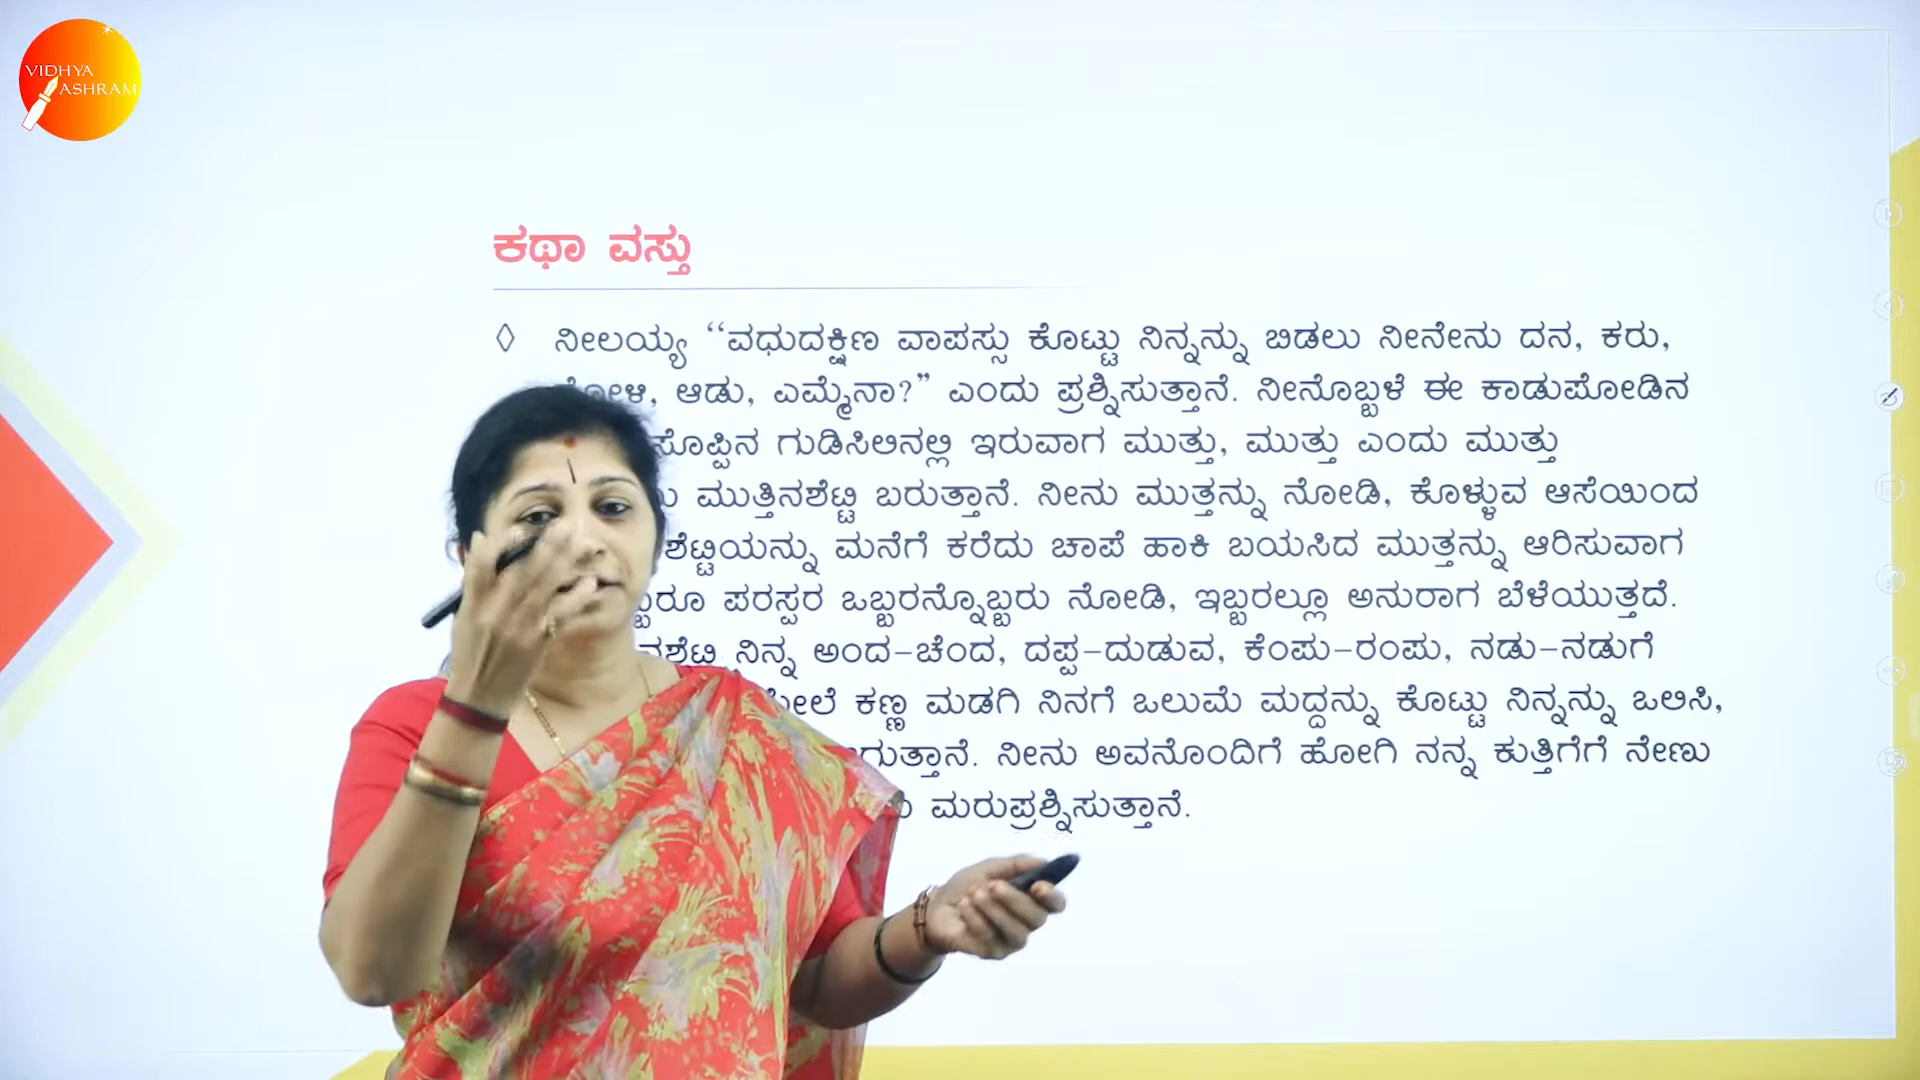 VIDHYA
ASHRAM
ಕಥಾ ವಸ್ತು
◊ ನೀಲಯ್ಯ “ವಧುದಕ್ಷಿಣ ವಾಪಸ್ಸು ಕೊಟ್ಟು ನಿನ್ನನ್ನು ಬಿಡಲು ನೀನೇನು ದನ, ಕರು,
ಆಡು, ಎಮ್ಮೆನಾ?” ಎಂದು ಪ್ರಶ್ನಿಸುತ್ತಾನೆ. ನೀನೊಬ್ಬಳೆ ಈ ಕಾಡುಪೋಡಿನ
ಸೊಪ್ಪಿನ ಗುಡಿಸಿಲಿನಲ್ಲಿ ಇರುವಾಗ ಮುತ್ತು, ಮುತ್ತು ಎಂದು ಮುತ್ತು
ಮುತ್ತಿನಶೆಟ್ಟಿ ಬರುತ್ತಾನೆ. ನೀನು ಮುತ್ತನ್ನು ನೋಡಿ, ಕೊಳ್ಳುವ ಆಸೆಯಿಂದ
ಶೆಟ್ಟಿಯನ್ನು ಮನೆಗೆ ಕರೆದು ಚಾಪೆ ಹಾಕಿ ಬಯಸಿದ ಮುತ್ತನ್ನು ಆರಿಸುವಾಗ
ಪರಸ್ಪರ ಒಬ್ಬರನ್ನೊಬ್ಬರು ನೋಡಿ, ಇಬ್ಬರಲ್ಲೂ ಅನುರಾಗ ಬೆಳೆಯುತ್ತದೆ.
ನಿನ್ನ ಅಂದ–ಚೆಂದ, ದಪ್ಪ–ದುಡುವ, ಕೆಂಪು–ರಂಪು, ನಡು–ನಡುಗೆ
ಕಣ್ಣ ಮಡಗಿ ನಿನಗೆ ಒಲುಮೆ ಮದ್ದನ್ನು ಕೊಟ್ಟು ನಿನ್ನನ್ನು ಒಲಿಸಿ,
ನೀನು ಅವನೊಂದಿಗೆ ಹೋಗಿ ನನ್ನ ಕುತ್ತಿಗೆಗೆ ನೇಣು
ಮರುಪ್ರಶ್ನಿಸುತ್ತಾನೆ.